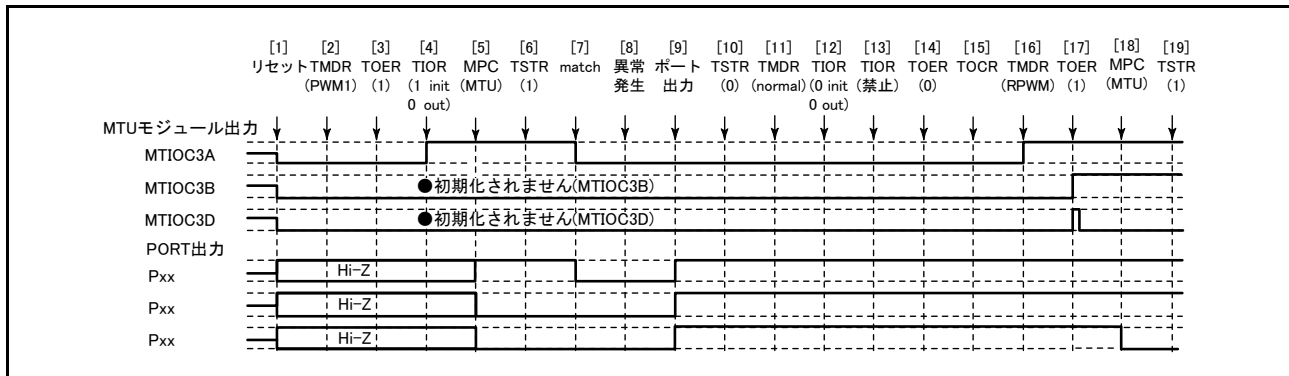 [1] [2] [3] [4] [5] [6] [7] [8] [9] [10] [11] [12] [13] [14] [15] [16] [17] [18] [19]
リセット TMDR TOER TIOR MPC TSTR match 異常 ポート TSTR TMDR TIOR TIOR TOER TOCR TMDR TOER MPC TSTR
(PWM1) (1) (1 init (MTU) (1) 発生 出力 (0) (normal) (0 init (禁止) (0) (RPWM) (1) (MTU) (1)
0 out) 0 out)
MTUモジュール出力
MTIOC3A
MTIOC3B ●初期化されません(MTIOC3B)
MTIOC3D ●初期化されません(MTIOC3D)
PORT出力
Pxx Hi-Z
Pxx Hi-Z
Pxx Hi-Z